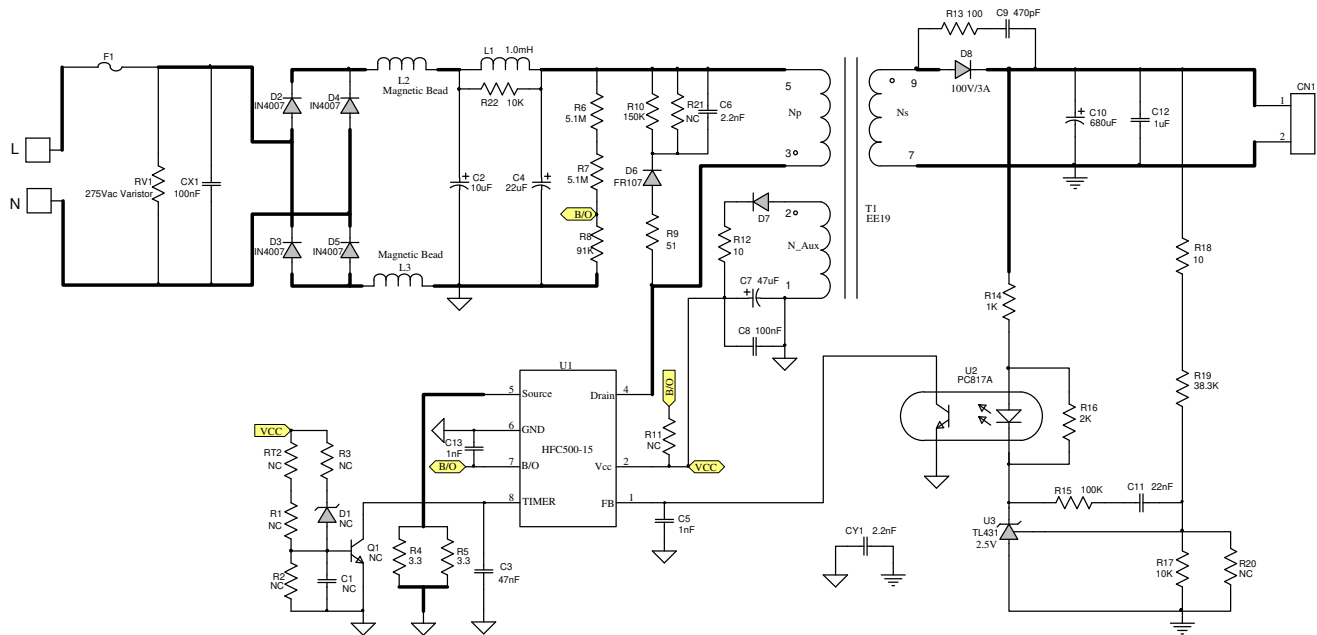 R13 100
C9 470pF
F1
L1 1.0mH
D8
L2
Magnetic Bead
9
100V/3A
5
CN1
D2
IN4007
D4
IN4007
R22 10K
R6
5.1M
R10
150K
R21
NC
C6
2.2nF
Np
Ns
C10
680uF
C12
1uF
1
2
L
RV1
275Vac Varistor
CX1
100nF
C2
10uF
C4
22uF
R7
5.1M
D6
FR107
3
7
N
B/O
D7
2
T1
EE19
D3
IN4007
D5
IN4007
Magnetic Bead
L3
R8
91K
R9
51
R12
10
N_Aux
R18
10
C7 47uF
1
R14
1K
C8 100nF
U1
U2
PC817A
R19
38.3K
5
Source
Drain
4
B/O
R16
2K
VCC
6
GND
HFC500-15
R11
NC
C13
1nF
RT2
NC
R3
NC
B/O
7
B/O
Vcc
2
VCC
R15 100K
C11 22nF
8
TIMER
FB
1
R1
NC
D1
NC
C5
1nF
U3
TL431
2.5V
CY1 2.2nF
Q1
NC
R4
3.3
R5
3.3
C3
47nF
R2
NC
C1
NC
R17
10K
R20
NC